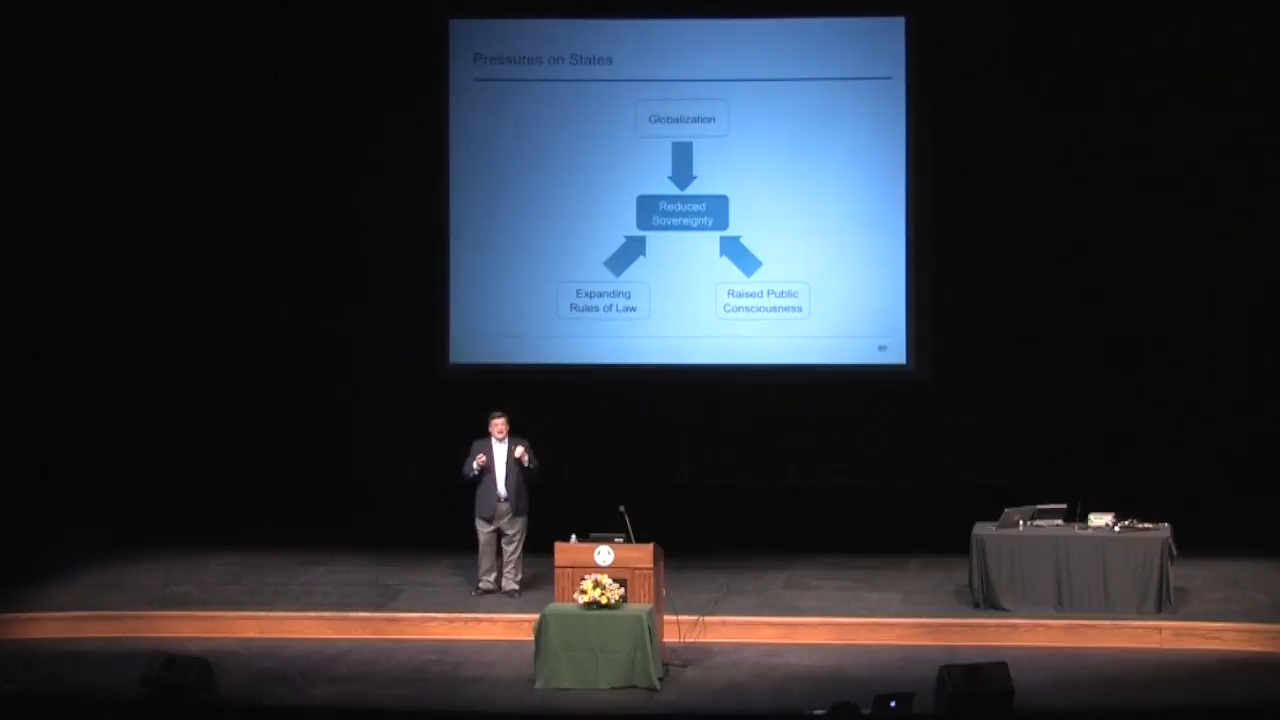 Pressures on States
Globalization
Reduced
Sovereignty
Expanding
Rules of Law
Raised Public
Consciousness